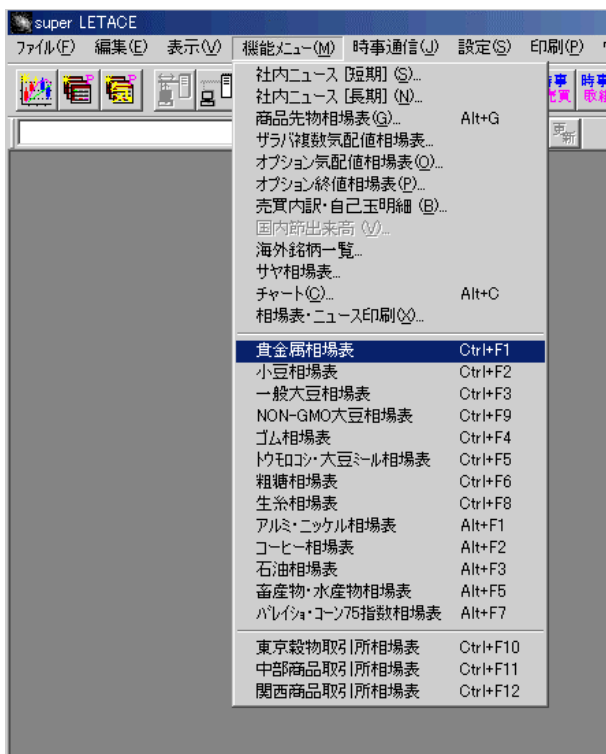 super LETACE
ファイル(F) 編集(E) 表示(V) 機能メニュー(M) 時事通信(J) 設定(S) 印刷(P)
社内ニュース [短期] (S)...
社内ニュース [長期] (N)...
商品先物相場表(G)... Alt+G
ザラバ複数気配値相場表...
オプション気配値相場表(O)...
オプション終値相場表(P)...
売買内訳・自己玉明細 (B)...
国内節出来高 (V)...
海外銘柄一覧...
サヤ相場表...
チャート(C)... Alt+C
相場表・ニュース印刷(X)...
貴金属相場表 Ctrl+F1
小豆相場表 Ctrl+F2
一般大豆相場表 Ctrl+F3
NON-GMO大豆相場表 Ctrl+F9
ゴム相場表 Ctrl+F4
トウモロコシ・大豆ミール相場表 Ctrl+F5
粗糖相場表 Ctrl+F6
生糸相場表 Ctrl+F8
アルミ・ニッケル相場表 Alt+F1
コーヒー相場表 Alt+F2
石油相場表 Alt+F3
畜産物・水産物相場表 Alt+F5
バレイショ・コーン75指数相場表 Alt+F7
東京穀物取引所相場表 Ctrl+F10
中部商品取引所相場表 Ctrl+F11
関西商品取引所相場表 Ctrl+F12
時事
売買
更新